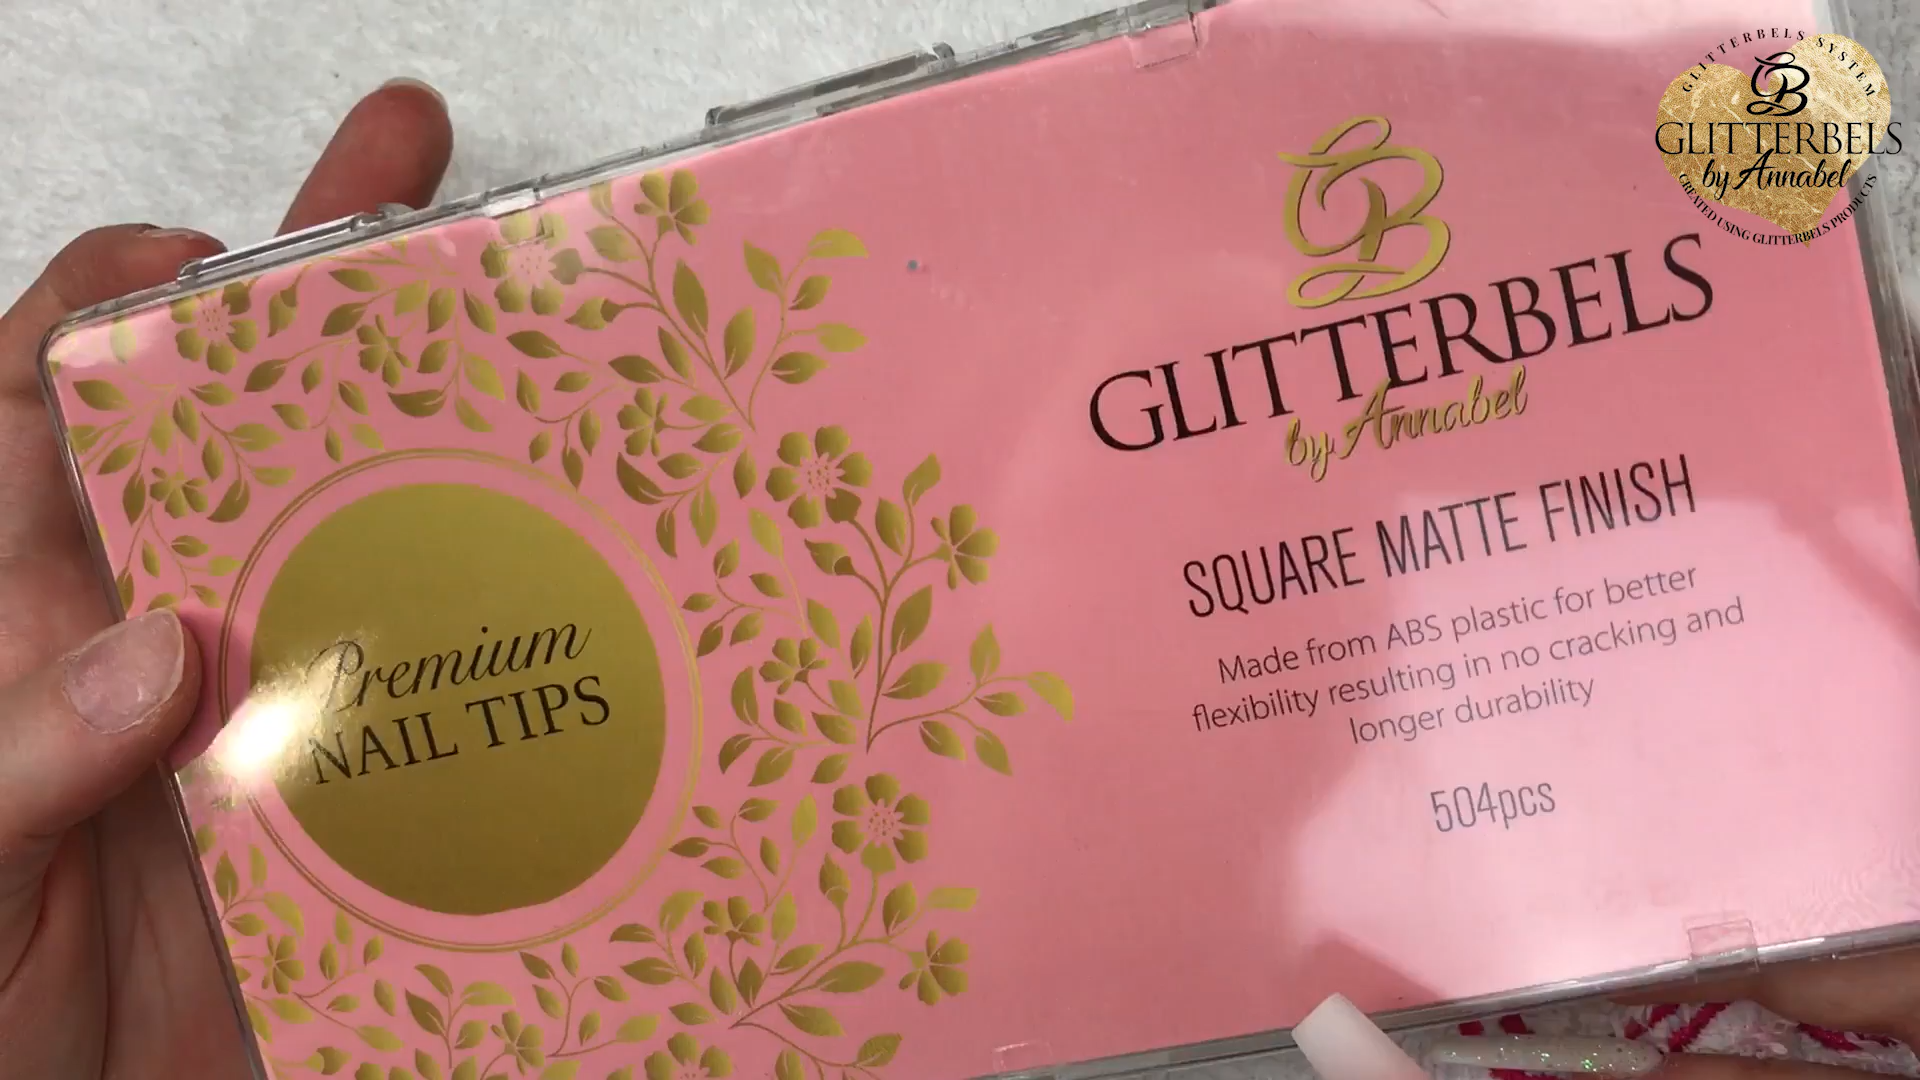 Premium
NAIL TIPS
GB
GLITTERBELS
by Annabel
SQUARE MATTE FINISH
Made from ABS plastic for better
flexibility resulting in no cracking and
longer durability
504pcs
GLITTERBELS SYSTEM
GB
GLITTERBELS
by Annabel
CREATED USING GLITTERBELS PRODUCTS